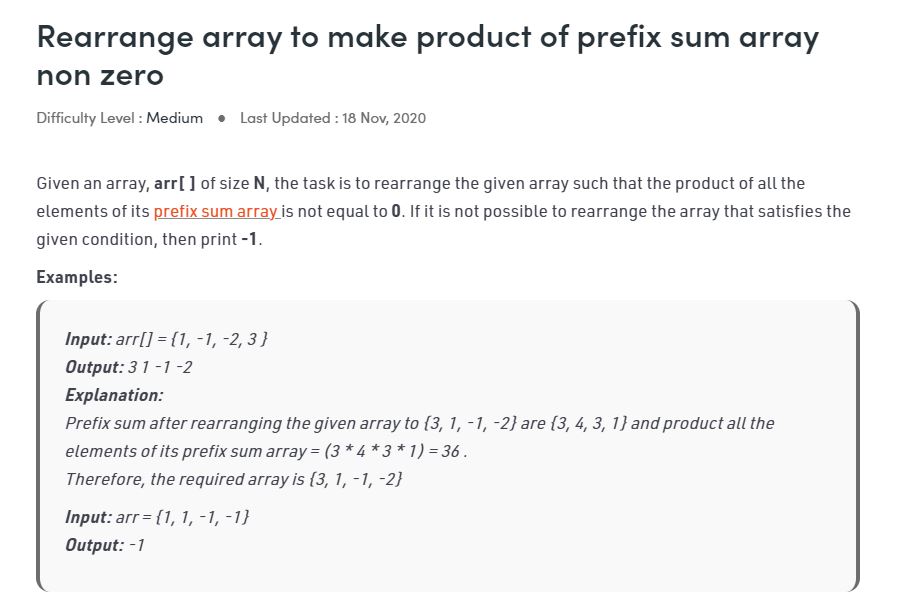 Rearrange array to make product of prefix sum array
non zero
Difficulty Level : Medium ● Last Updated : 18 Nov, 2020
Given an array, arr[ ] of size N, the task is to rearrange the given array such that the product of all the
elements of its prefix sum array is not equal to 0. If it is not possible to rearrange the array that satisfies the
given condition, then print -1.
Examples:
Input: arr[] = {1, -1, -2, 3 }
Output: 3 1 -1 -2
Explanation:
Prefix sum after rearranging the given array to {3, 1, -1, -2} are {3, 4, 3, 1} and product all the
elements of its prefix sum array = (3 * 4 * 3 * 1) = 36 .
Therefore, the required array is {3, 1, -1, -2}
Input: arr = {1, 1, -1, -1}
Output: -1